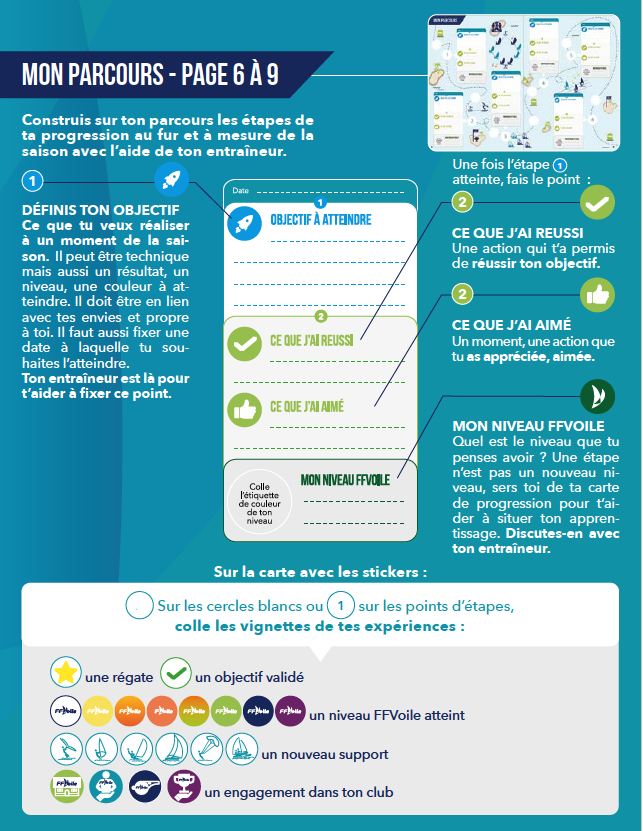 MON PARCOURS
MON PARCOURS - PAGE 6 À 9
Construis sur ton parcours les étapes de
ta progression au fur et à mesure de la
saison avec l'aide de ton entraîneur.
1
DÉFINIS TON OBJECTIF
Ce que tu veux réaliser
à un moment de la sai-
son. Il peut être technique
mais aussi un résultat, un
niveau, une couleur à at-
teindre. Il doit être en lien
avec tes envies et propre
à toi. Il faut aussi fixer une
date à laquelle tu sou-
haites l'atteindre.
Ton entraîneur est là pour
t'aider à fixer ce point.
Date
1
OBJECTIF À ATTEINDRE
2
CE QUE J'AI REUSSI
CE QUE J'AI AIMÉ
MON NIVEAU FFVOILE
Colle
l'étiquette
de couleur
de ton
niveau
Une fois l'étape 1
atteinte, fais le point :
2
CE QUE J'AI REUSSI
Une action qui t'a permis
de réussir ton objectif.
2
CE QUE J'AI AIMÉ
Un moment, une action que
tu as appréciée, aimée.
MON NIVEAU FFVOILE
Quel est le niveau que tu
penses avoir ? Une étape
n'est pas un nouveau ni-
veau, sers toi de ta carte
de progression pour t'ai-
der à situer ton appren-
tissage. Discutes-en avec
ton entraîneur.
Sur la carte avec les stickers :
Sur les cercles blancs ou 1 sur les points d'étapes,
colle les vignettes de tes expériences :
une régate un objectif validé
FFVoile FFVoile FFVoile FFVoile FFVoile FFVoile FFVoile FFVoile un niveau FFVoile atteint
un nouveau support
un engagement dans ton club